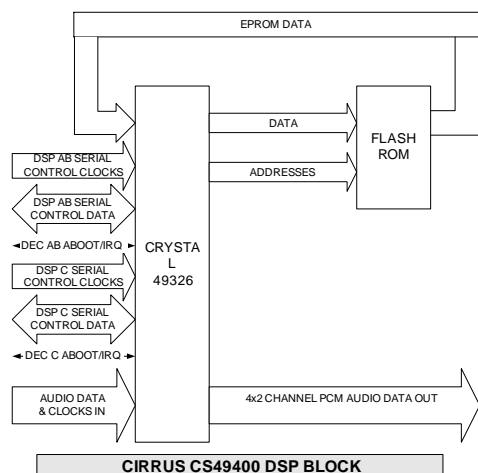 EPROM DATA
DATA
FLASH
ROM
DSP AB SERIAL
CONTROL CLOCKS
ADDRESSES
DSP AB SERIAL
CONTROL DATA
DEC AB ABOOT/IRQ
CRYSTA
L
49326
DSP C SERIAL
CONTROL CLOCKS
DSP C SERIAL
CONTROL DATA
DEC C ABOOT/IRQ
AUDIO DATA
& CLOCKS IN
4x2 CHANNEL PCM AUDIO DATA OUT
CIRRUS CS49400 DSP BLOCK